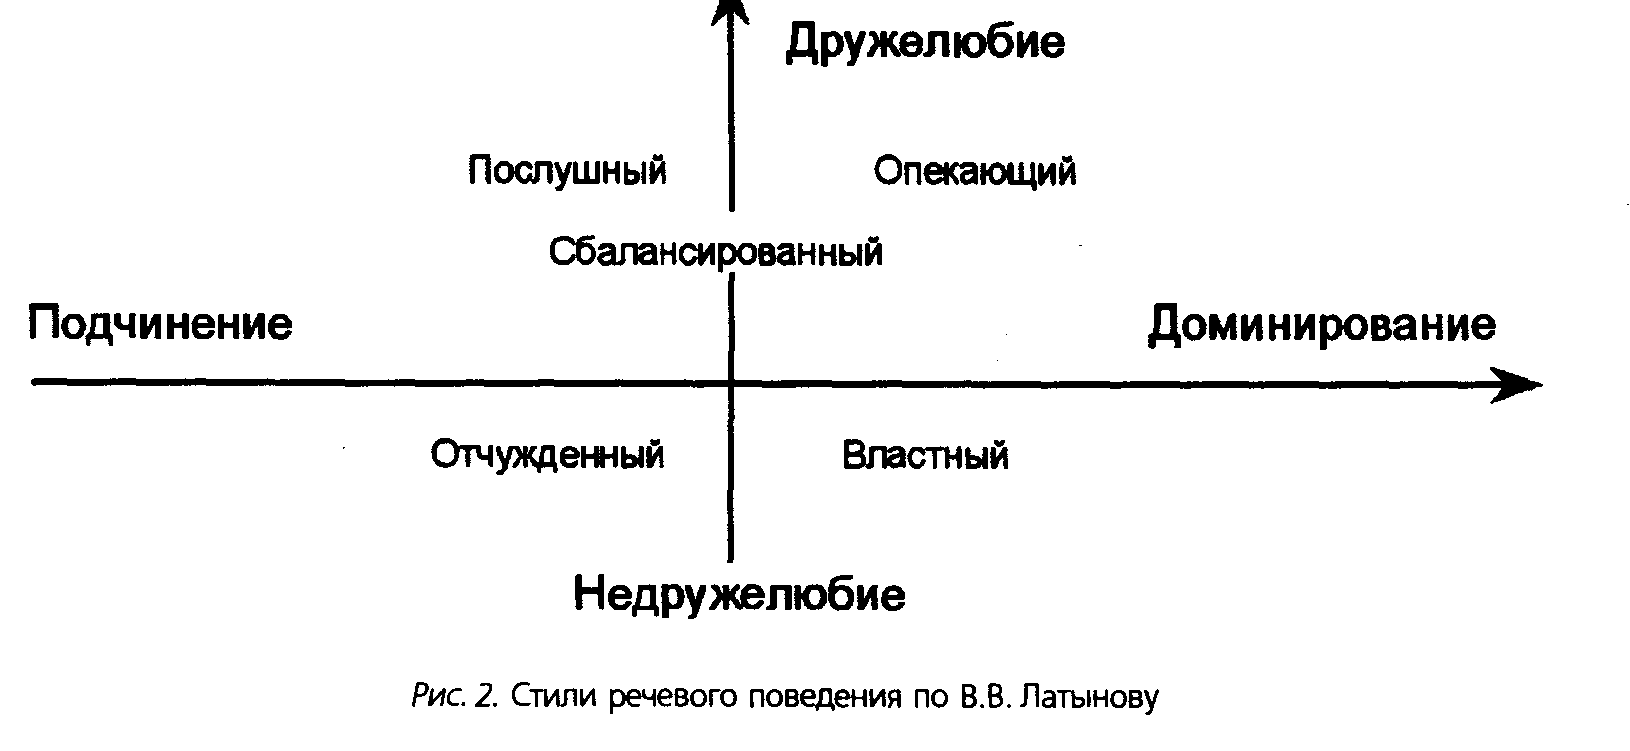 Дружелюбие
Послушный Опекающий
Сбалансированный
Подчинение Доминирование
Отчужденный Властный
Недружелюбие
Рис. 2. Стили речевого поведения по В.В. Латынову